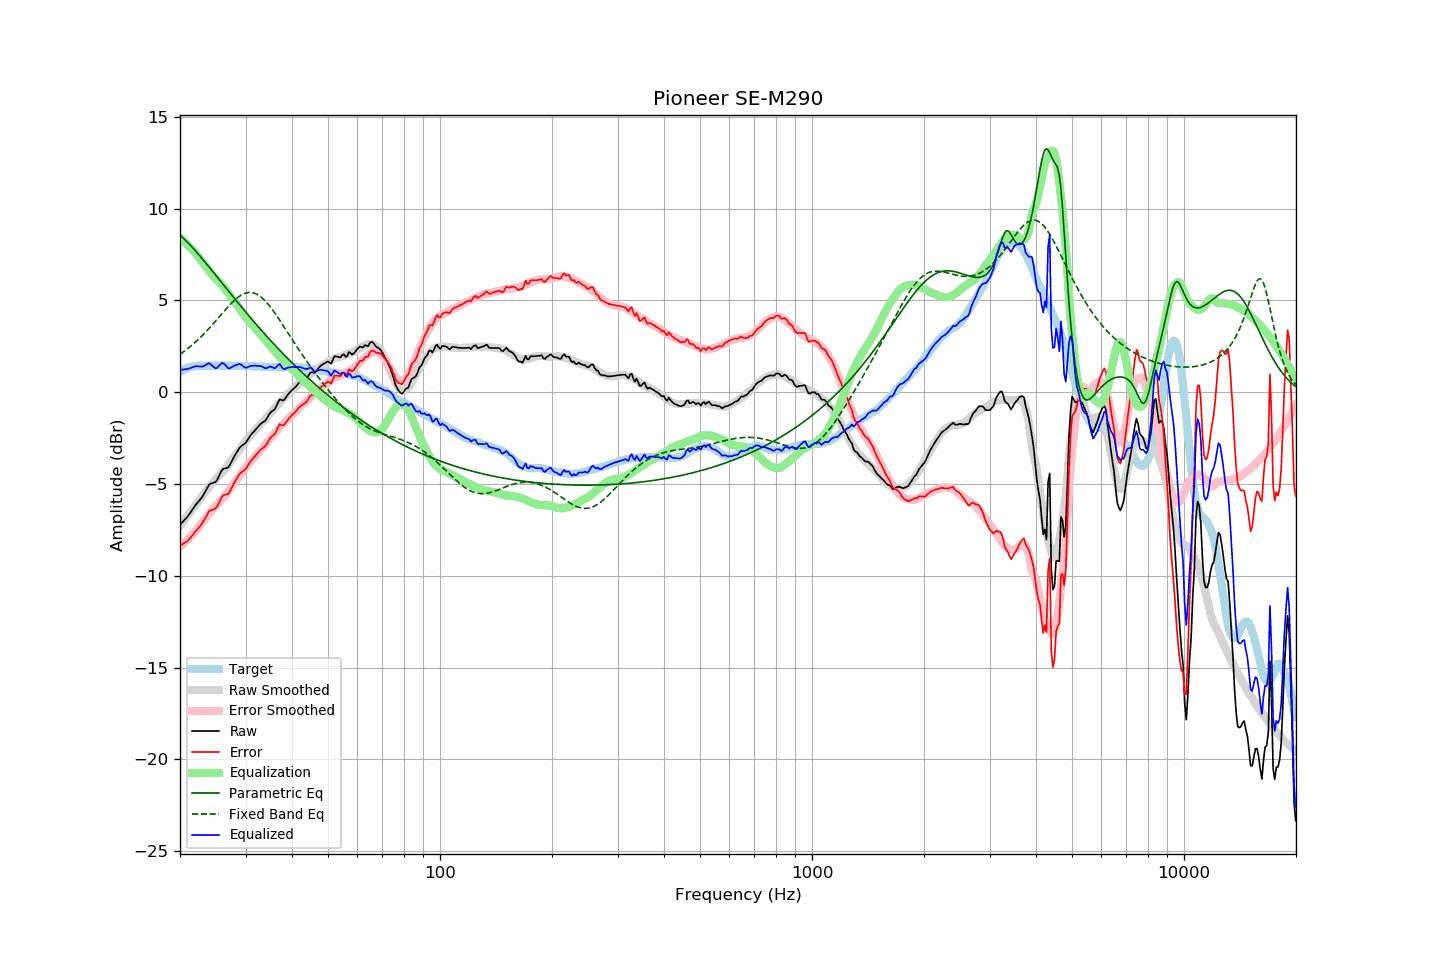 Pioneer SE-M290
15
10
5
0
−5
−10
−15
−20
−25
Amplitude (dBr)
Target
Raw Smoothed
Error Smoothed
Raw
Error
Equalization
Parametric Eq
Fixed Band Eq
Equalized
100 1000 10000
Frequency (Hz)